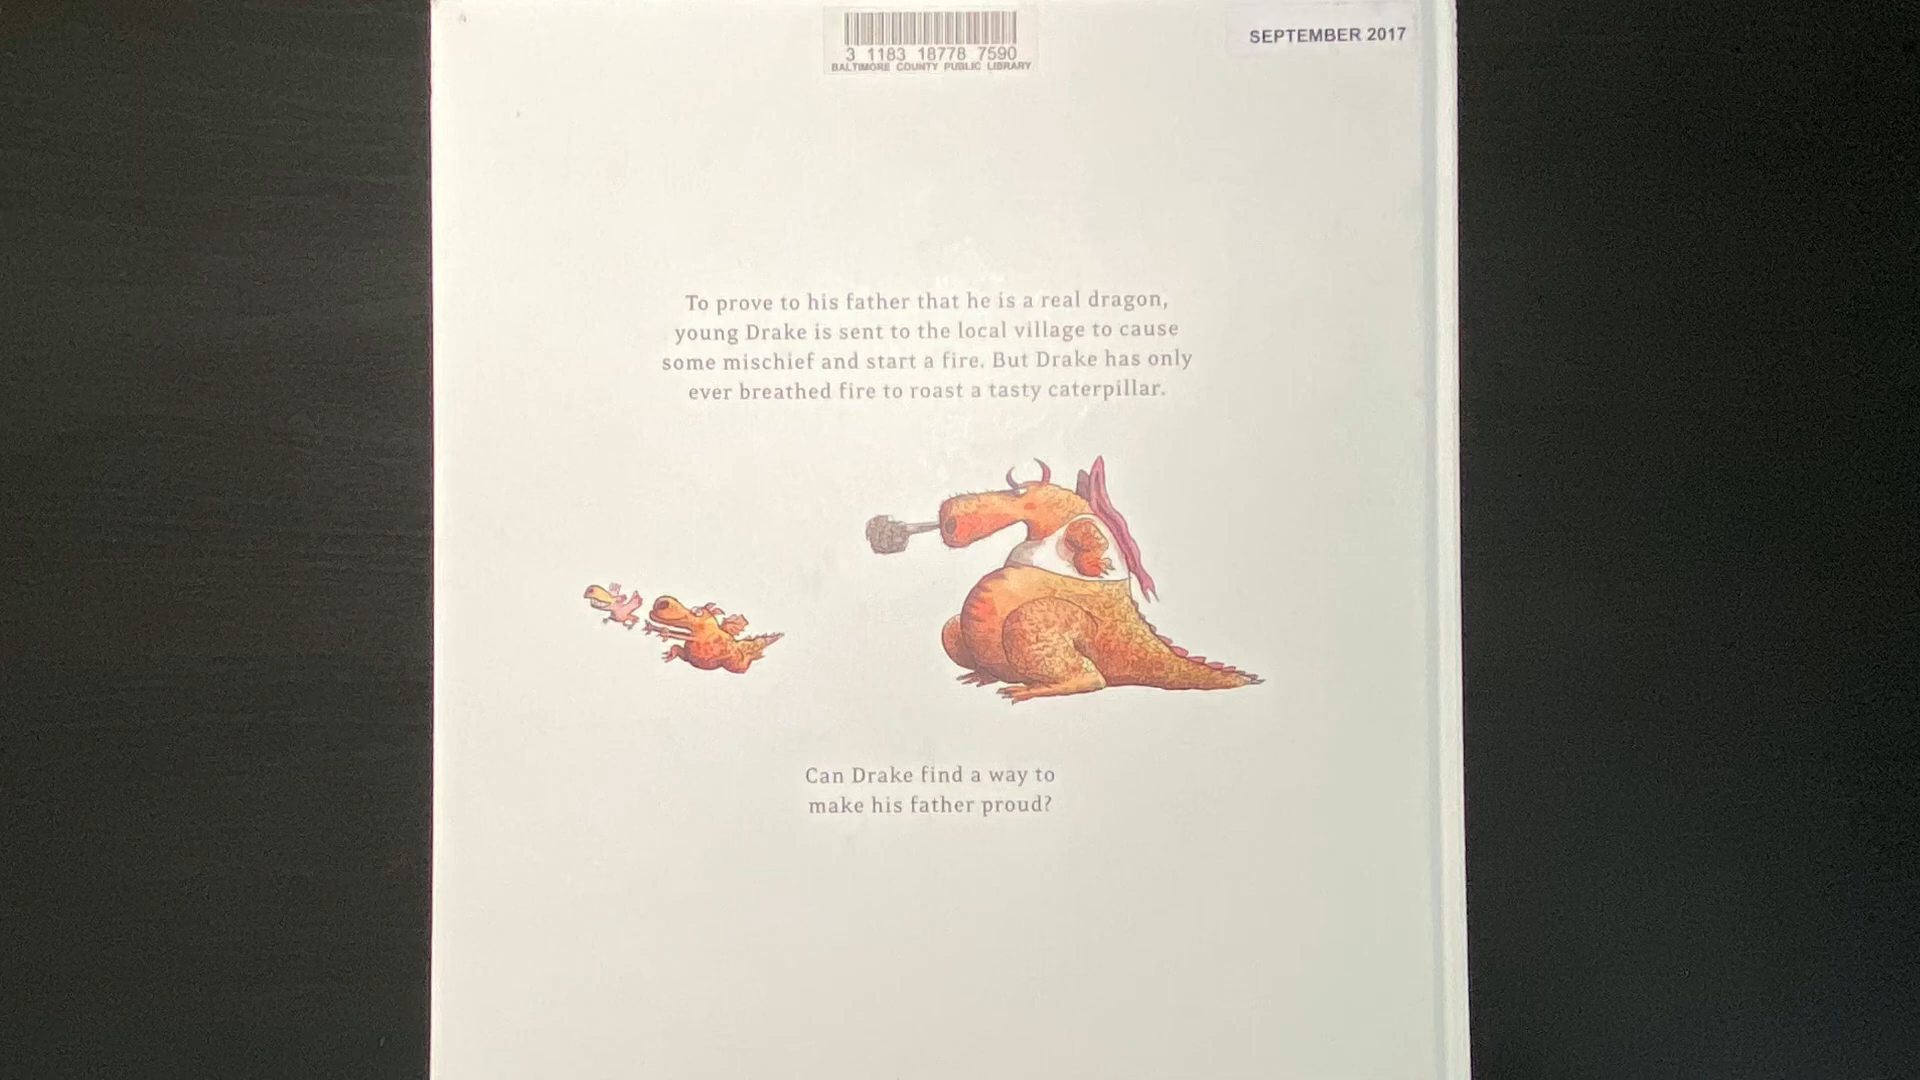 3 1183 18778 7590
BALTIMORE COUNTY PUBLIC LIBRARY
SEPTEMBER 2017
To prove to his father that he is a real dragon,
young Drake is sent to the local village to cause
some mischief and start a fire. But Drake has only
ever breathed fire to roast a tasty caterpillar.
Can Drake find a way to
make his father proud?